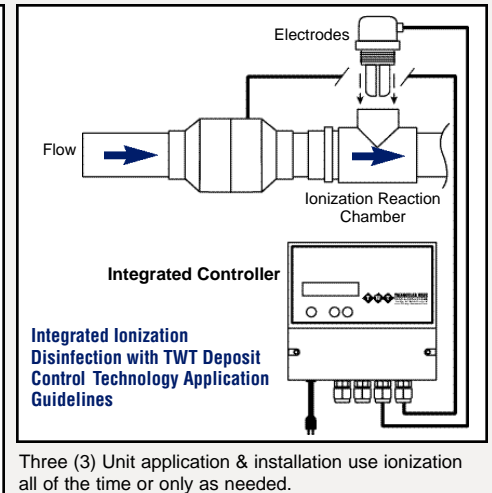 Electrodes
Flow
Ionization Reaction
Chamber
Integrated Controller
TWT
Integrated Ionization
Disinfection with TWT Deposit
Control Technology Application
Guidelines
Three (3) Unit application & installation use ionization
all of the time or only as needed.